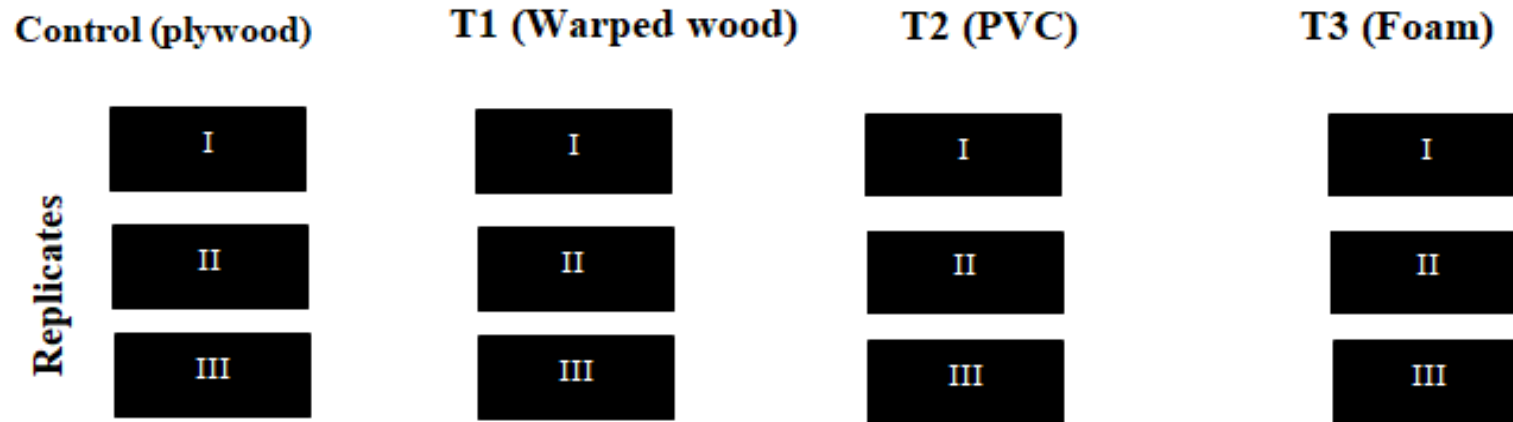 Control (plywood) T1 (Warped wood) T2 (PVC) T3 (Foam)
Replicates
I I I I
II II II II
III III III III